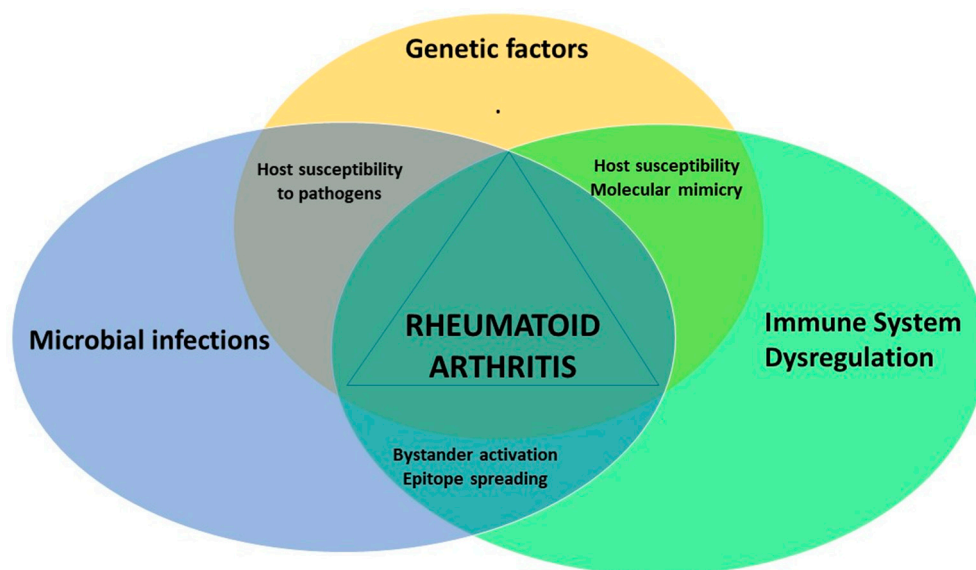 Genetic factors
.
Host susceptibility
to pathogens
Host susceptibility
Molecular mimicry
Microbial infections
RHEUMATOID
ARTHRITIS
Immune System
Dysregulation
Bystander activation
Epitope spreading